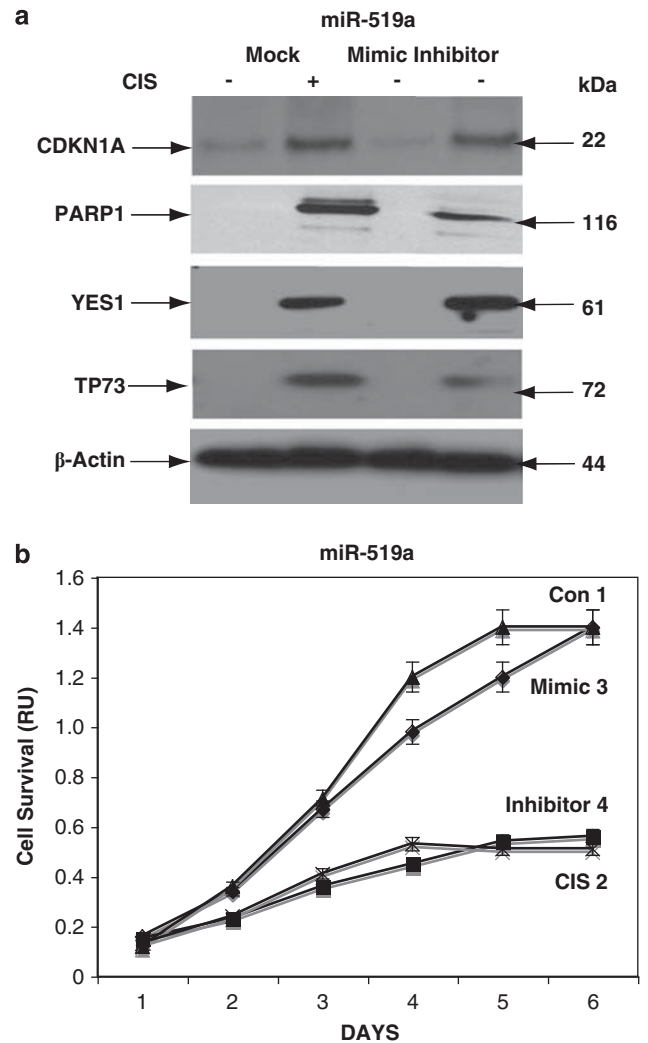 a
miR-519a
Mock Mimic Inhibitor
CIS - + - - kDa
CDKN1A 22
PARP1 116
YES1 61
TP73 72
β-Actin 44
b
miR-519a
1.6
1.4
1.2
1.0
0.8
0.6
0.4
0.2
0
Cell Survival (RU)
Con 1
Mimic 3
Inhibitor 4
CIS 2
1 2 3 4 5 6
DAYS